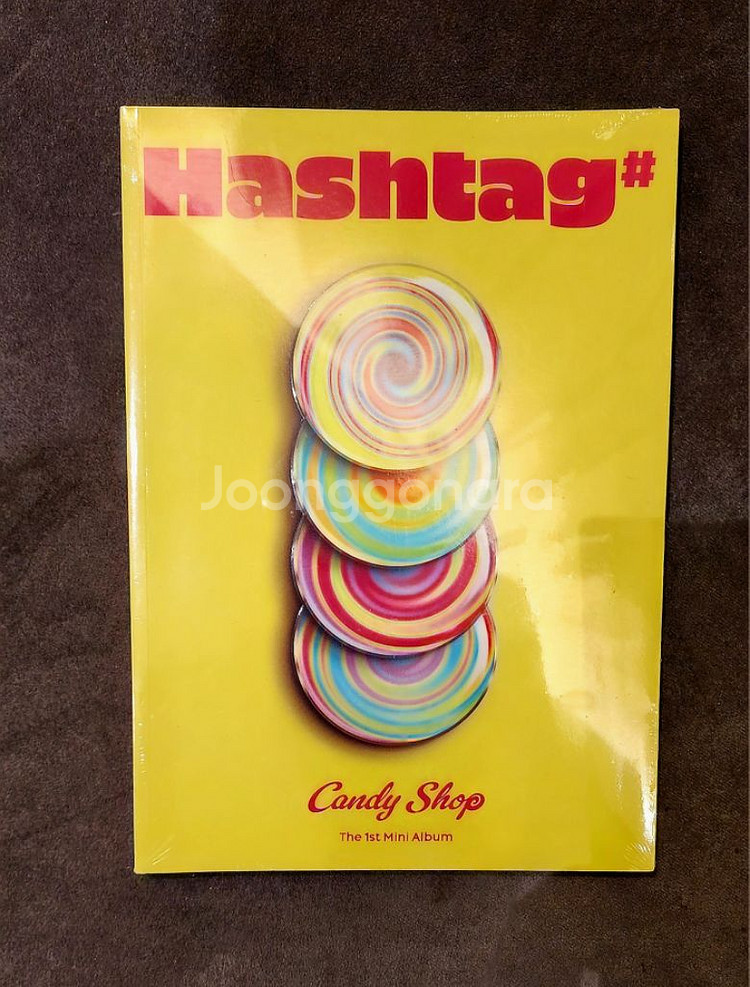 Hashtag#
Joonggonara
Candy Shop
The 1st Mini Album